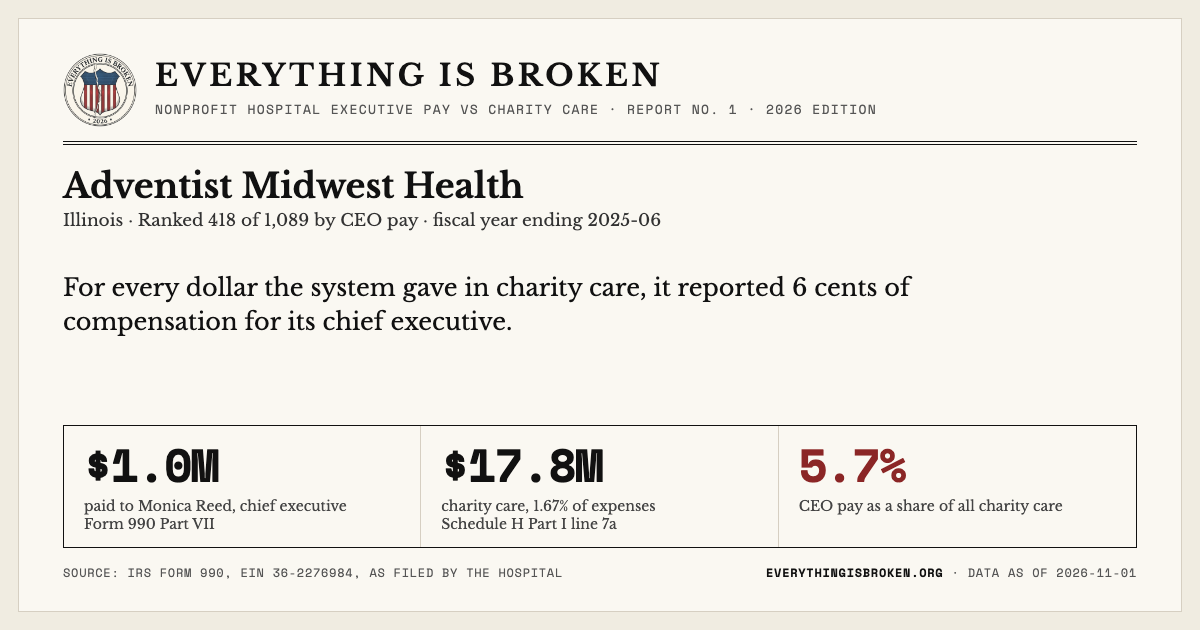 EVERYTHING IS BROKEN
2026
EVERYTHING IS BROKEN
NONPROFIT HOSPITAL EXECUTIVE PAY VS CHARITY CARE · REPORT NO. 1 · 2026 EDITION
Adventist Midwest Health
Illinois · Ranked 418 of 1,089 by CEO pay · fiscal year ending 2025-06
For every dollar the system gave in charity care, it reported 6 cents of
compensation for its chief executive.
$1.0M
paid to Monica Reed, chief executive
Form 990 Part VII
$17.8M
charity care, 1.67% of expenses
Schedule H Part I line 7a
5.7%
CEO pay as a share of all charity care
SOURCE: IRS FORM 990, EIN 36-2276984, AS FILED BY THE HOSPITAL
EVERYTHINGISBROKEN.ORG · DATA AS OF 2026-11-01